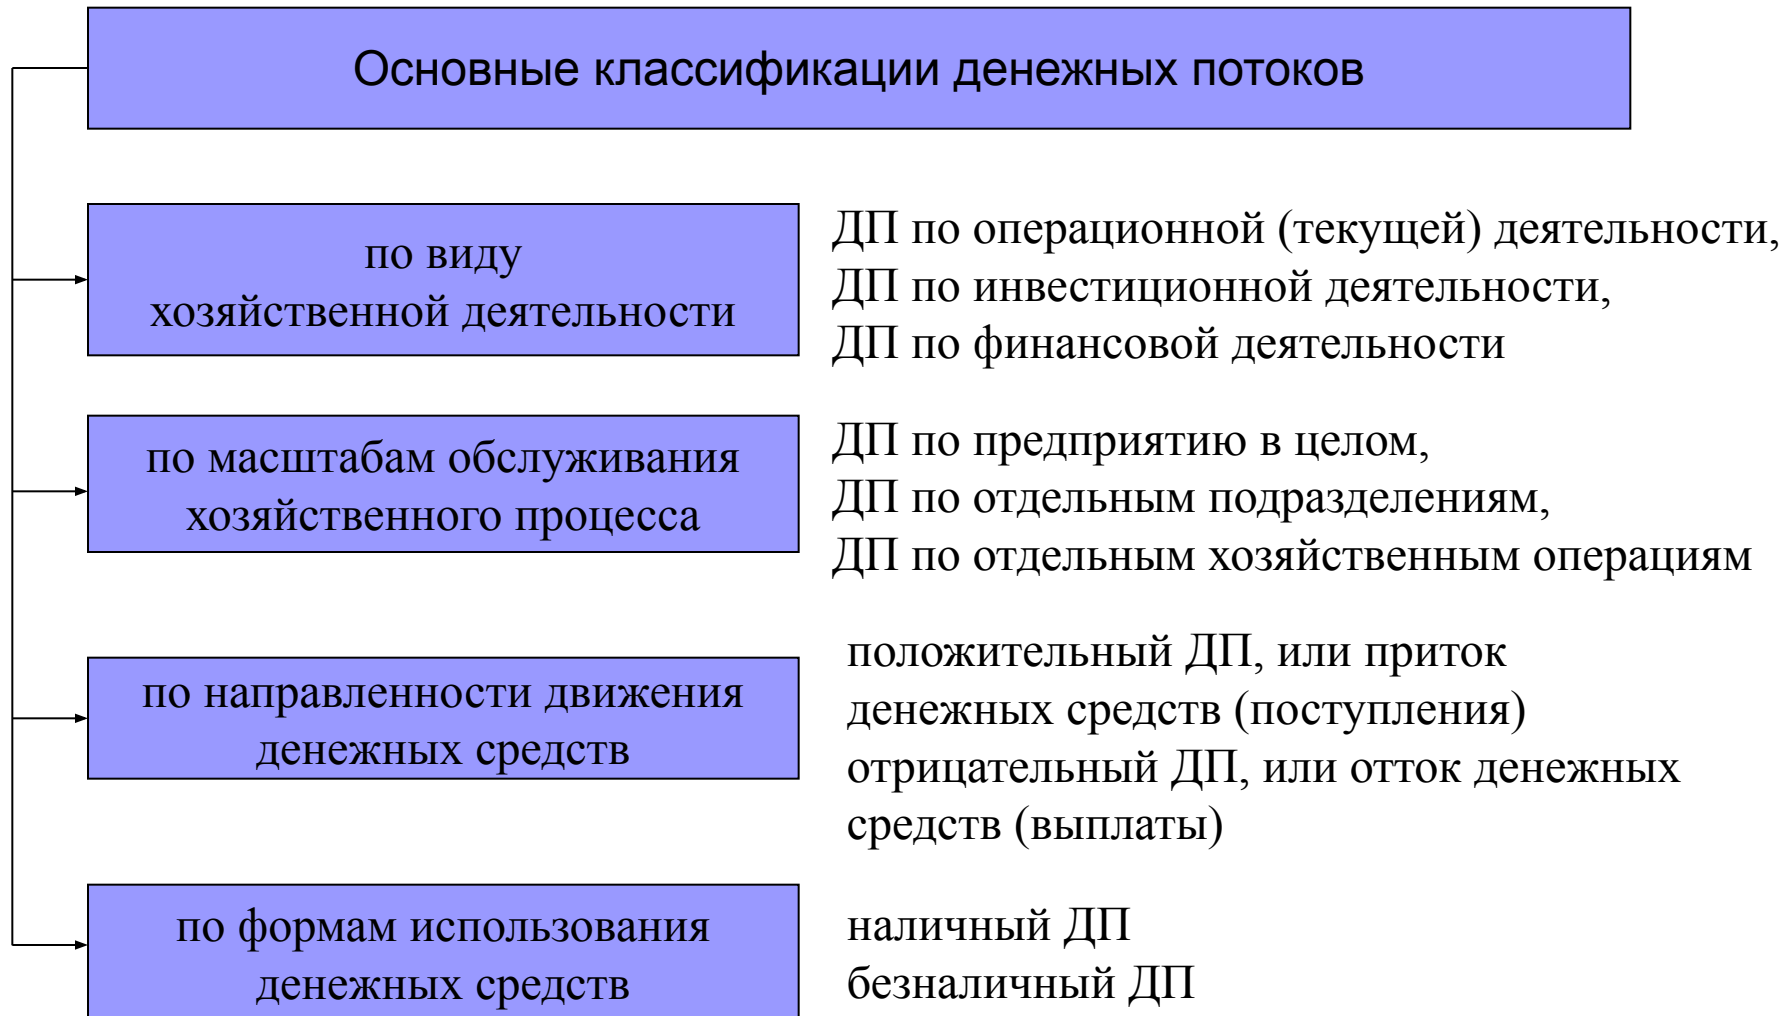 Основные классификации денежных потоков
по виду
хозяйственной деятельности
ДП по операционной (текущей) деятельности,
ДП по инвестиционной деятельности,
ДП по финансовой деятельности
по масштабам обслуживания
хозяйственного процесса
ДП по предприятию в целом,
ДП по отдельным подразделениям,
ДП по отдельным хозяйственным операциям
по направленности движения
денежных средств
положительный ДП, или приток
денежных средств (поступления)
отрицательный ДП, или отток денежных
средств (выплаты)
по формам использования
денежных средств
наличный ДП
безналичный ДП